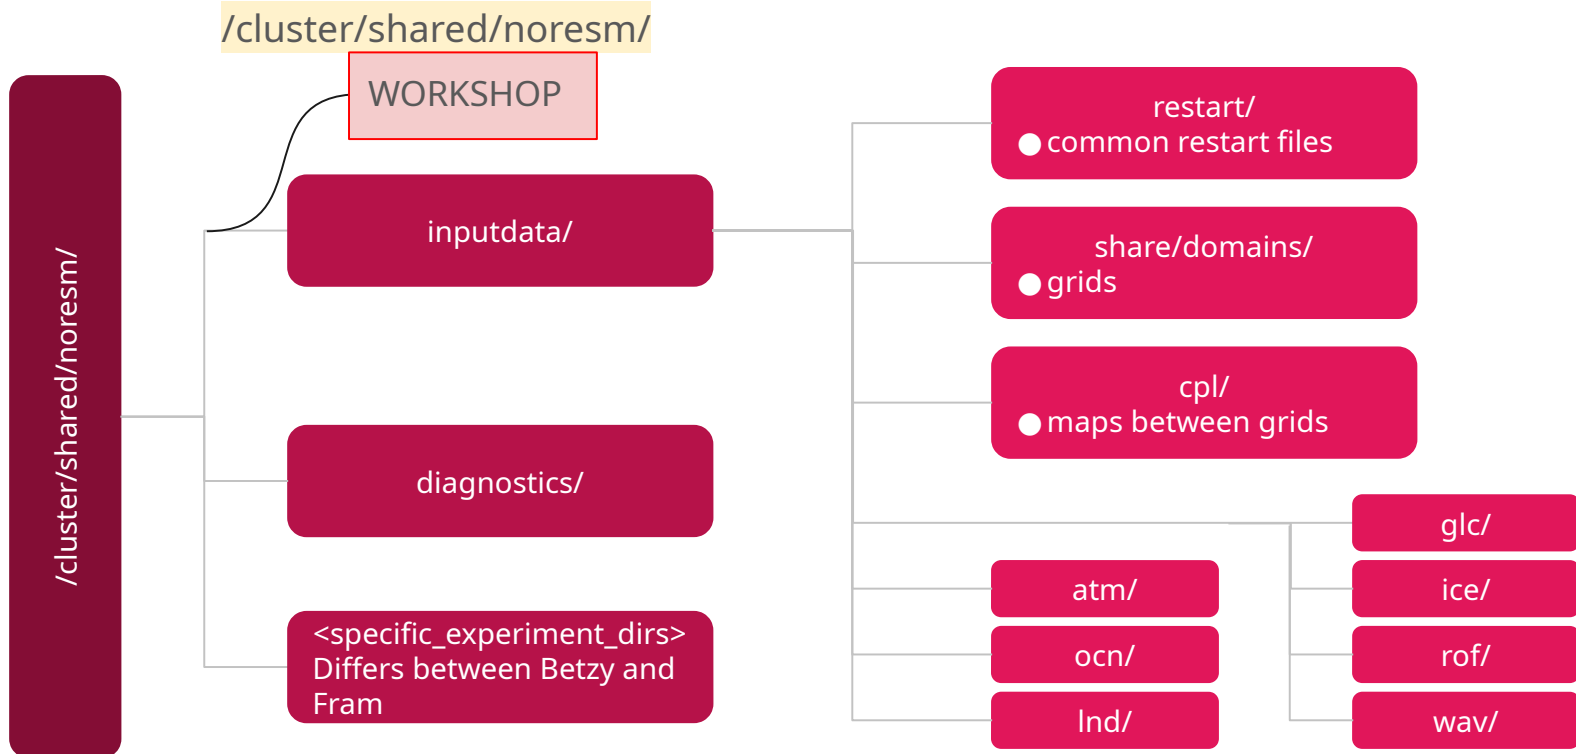 /cluster/shared/noresm/
WORKSHOP
/cluster/shared/noresm/
inputdata/
diagnostics/
<specific_experiment_dirs>
Differs between Betzy and
Fram
restart/
● common restart files
share/domains/
● grids
cpl/
● maps between grids
atm/
ocn/
lnd/
glc/
ice/
rof/
wav/